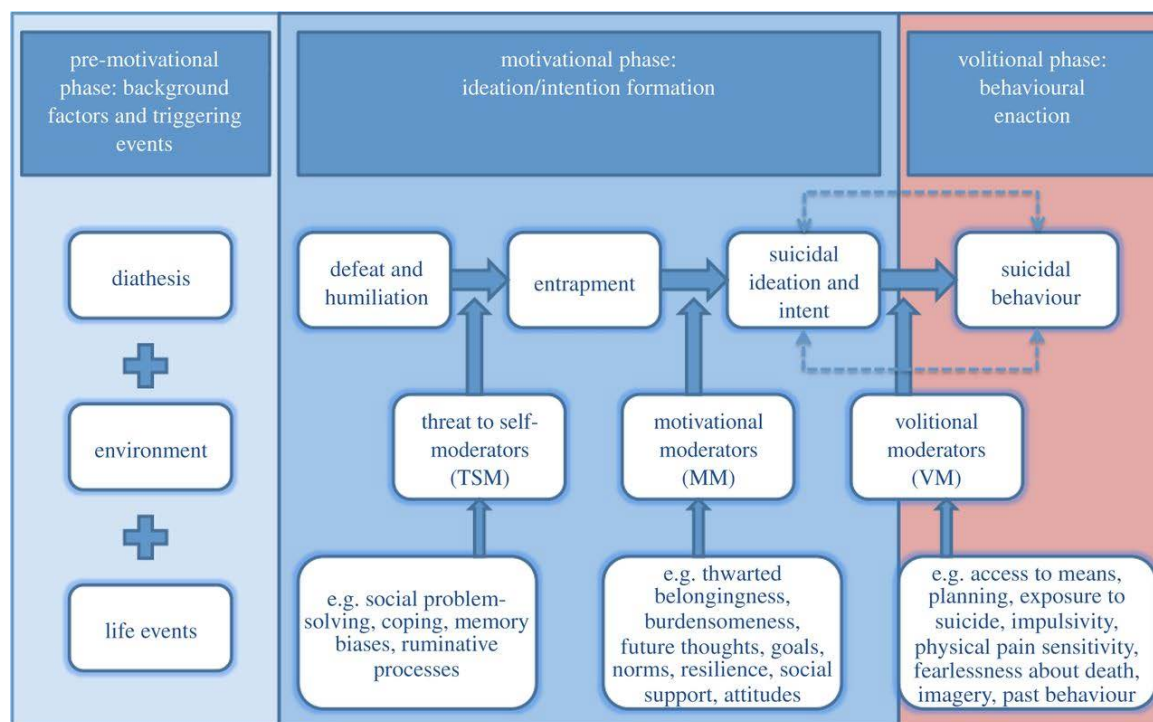 pre-motivational
phase: background
factors and triggering
events
motivational phase:
ideation/intention formation
volitional phase:
behavioural
enaction
diathesis
environment
life events
defeat and
humiliation
entrapment
suicidal
ideation and
intent
suicidal
behaviour
threat to self-
moderators
(TSM)
motivational
moderators
(MM)
volitional
moderators
(VM)
e.g. social problem-
solving, coping, memory
biases, ruminative
processes
e.g. thwarted
belongingness,
burdensomeness,
future thoughts, goals,
norms, resilience, social
support, attitudes
e.g. access to means,
planning, exposure to
suicide, impulsivity,
physical pain sensitivity,
fearlessness about death,
imagery, past behaviour